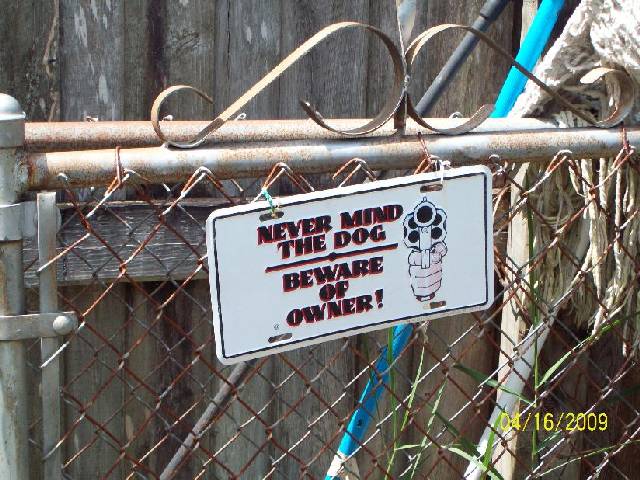 NEVER MIND
THE DOG
BEWARE
OF
OWNER!
04/16/2009